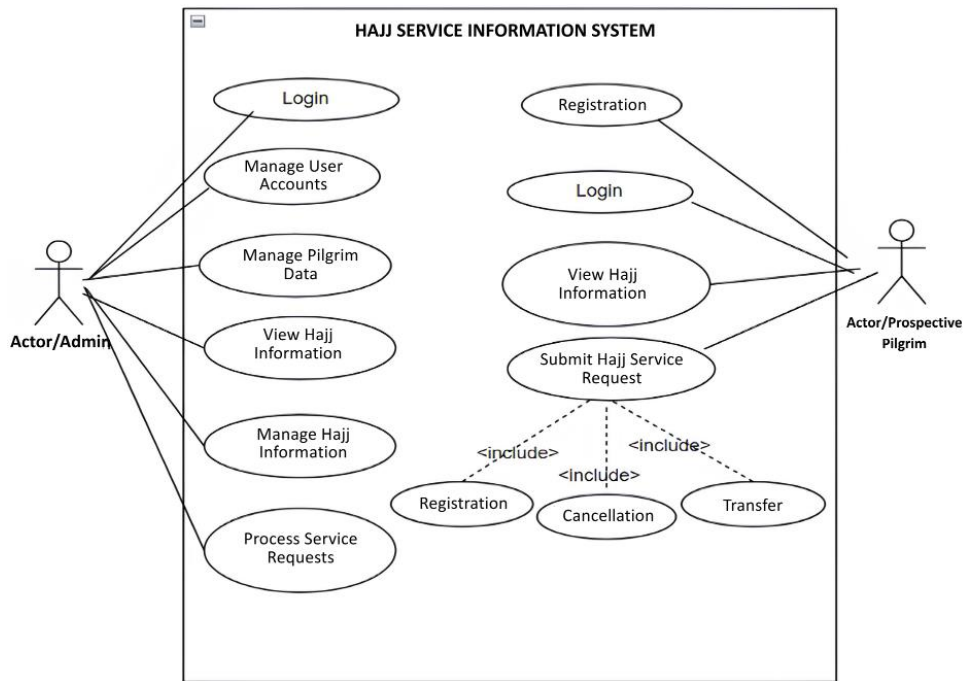 HAJJ SERVICE INFORMATION SYSTEM
Login
Manage User
Accounts
Manage Pilgrim
Data
View Hajj
Information
Manage Hajj
Information
Process Service
Requests
Actor/Admin
Registration
Login
View Hajj
Information
Submit Hajj Service
Request
<include>
<include>
<include>
Registration
Cancellation
Transfer
Actor/Prospective
Pilgrim